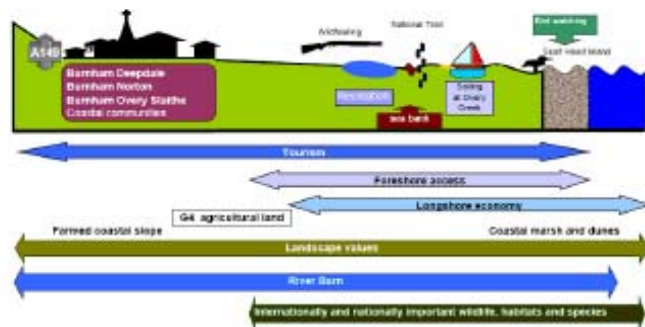 National Trail
Bird watching
Wildfowling
Scolt Head Island
A149
Burnham Deepdale
Burnham Norton
Burnham Overy Staithe
Coastal communities
Recreation
Sailing
at Overy
Creek
sea bank
Tourism
Foreshore access
Longshore economy
G4 agricultural land
Farmed coastal slope
Coastal marsh and dunes
Landscape values
River Burn
Internationally and nationally important wildlife, habitats and species